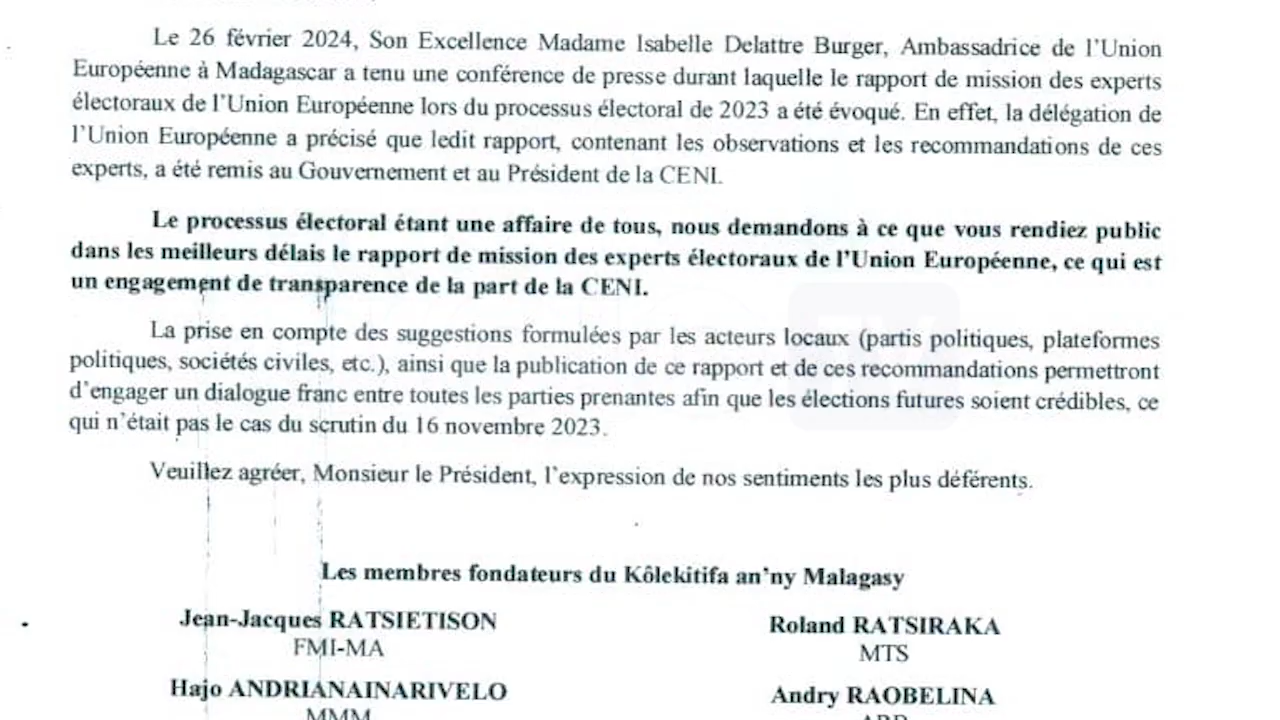 Le 26 février 2024, Son Excellence Madame Isabelle Delattre Burger, Ambassadrice de l'Union
Européenne à Madagascar a tenu une conférence de presse durant laquelle le rapport de mission des experts
électoraux de l'Union Européenne lors du processus électoral de 2023 a été évoqué. En effet, la délégation de
l'Union Européenne a précisé que ledit rapport, contenant les observations et les recommandations de ces
experts, a été remis au Gouvernement et au Président de la CENI.
Le processus électoral étant une affaire de tous, nous demandons à ce que vous rendiez public
dans les meilleurs délais le rapport de mission des experts électoraux de l'Union Européenne, ce qui est
un engagement de transparence de la part de la CENI.
La prise en compte des suggestions formulées par les acteurs locaux (partis politiques, plateformes
politiques, sociétés civiles, etc.), ainsi que la publication de ce rapport et de ces recommandations permettront
d'engager un dialogue franc entre toutes les parties prenantes afin que les élections futures soient crédibles, ce
qui n'était pas le cas du scrutin du 16 novembre 2023.
Veuillez agréer, Monsieur le Président, l'expression de nos sentiments les plus déférents.
Les membres fondateurs du Kôlekitifa an'ny Malagasy
Jean-Jacques RATSIETISON
FMI-MA
Roland RATSIRAKA
MTS
Hajo ANDRIANAINARIVELO
MMM
Andry RAOBELINA